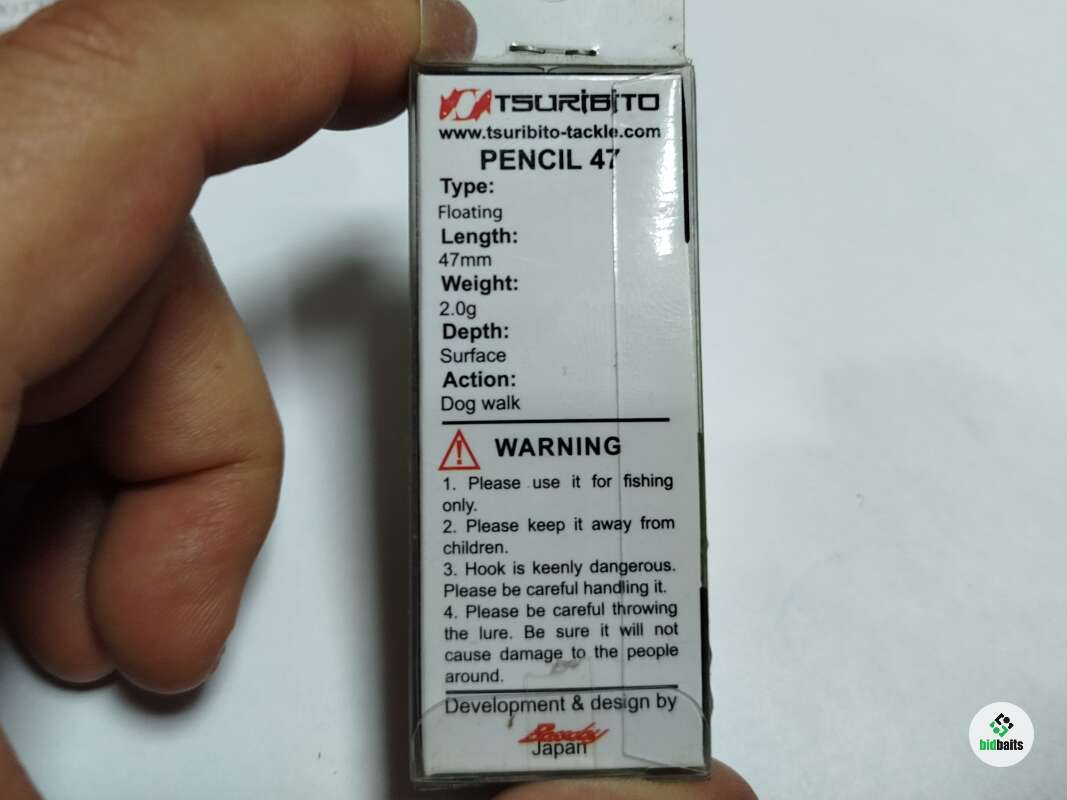 TSURIBITO
www.tsuribito-tackle.com
PENCIL 47
Type:
Floating
Length:
47mm
Weight:
2.0g
Depth:
Surface
Action:
Dog walk
WARNING
1. Please use it for fishing
only.
2. Please keep it away from
children.
3. Hook is keenly dangerous.
Please be careful handling it.
4. Please be careful throwing
the lure. Be sure it will not
cause damage to the people
around.
Development & design by
Japan
bidbaits